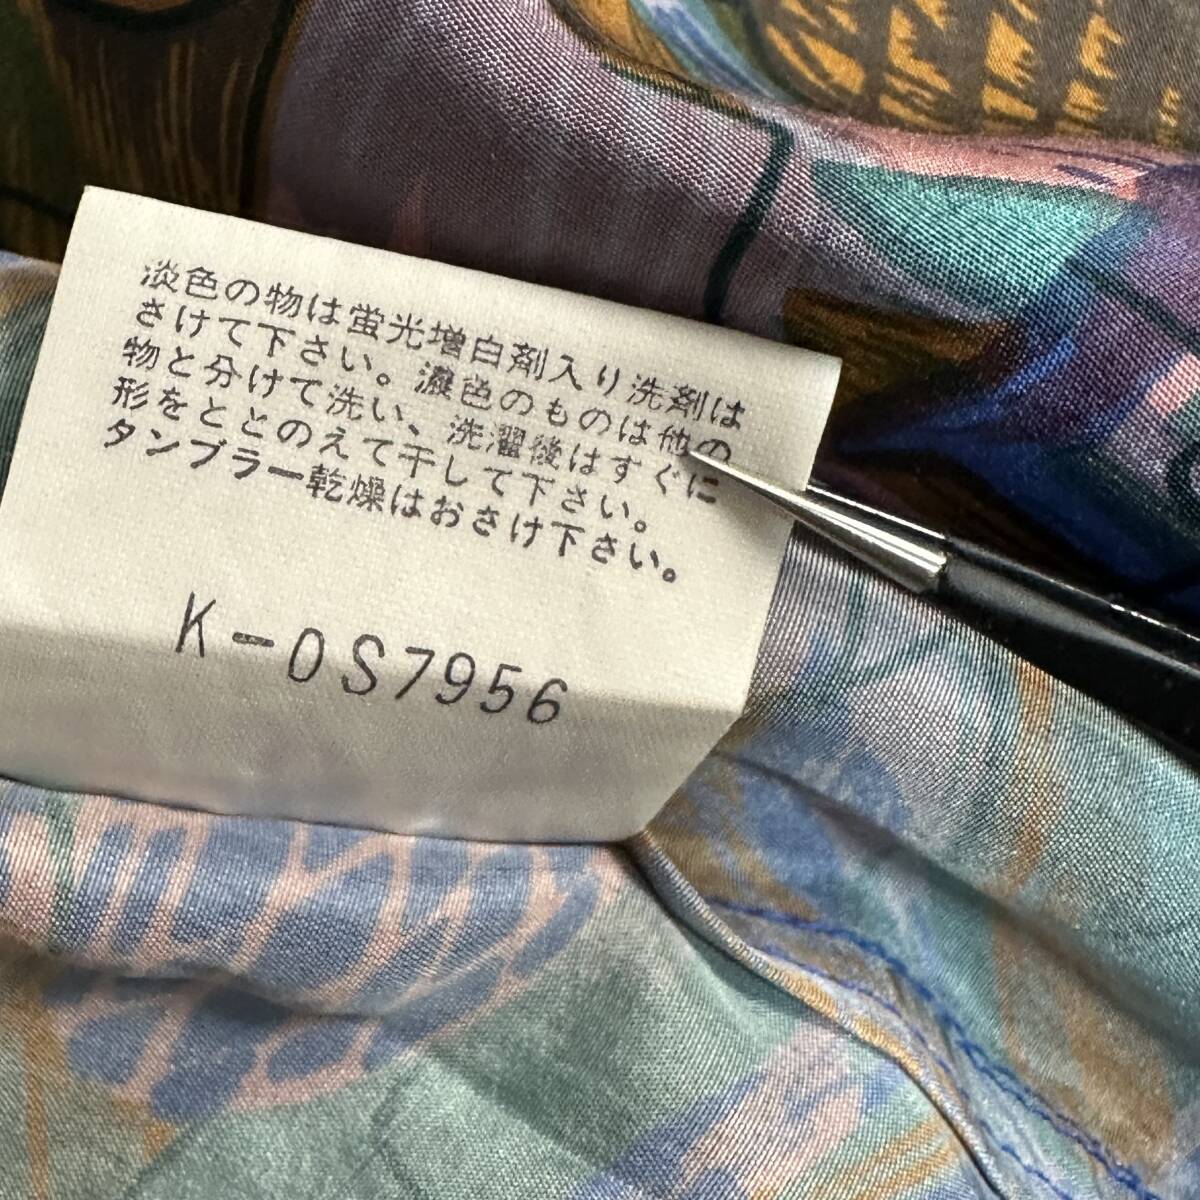 淡色の物は蛍光増白剤入り洗剤は
さけて下さい。濃色のものは他の
物と分けて洗い、洗濯後はすぐに
形をととのえて干して下さい。
タンブラー乾燥はおさけ下さい。
K-OS7956